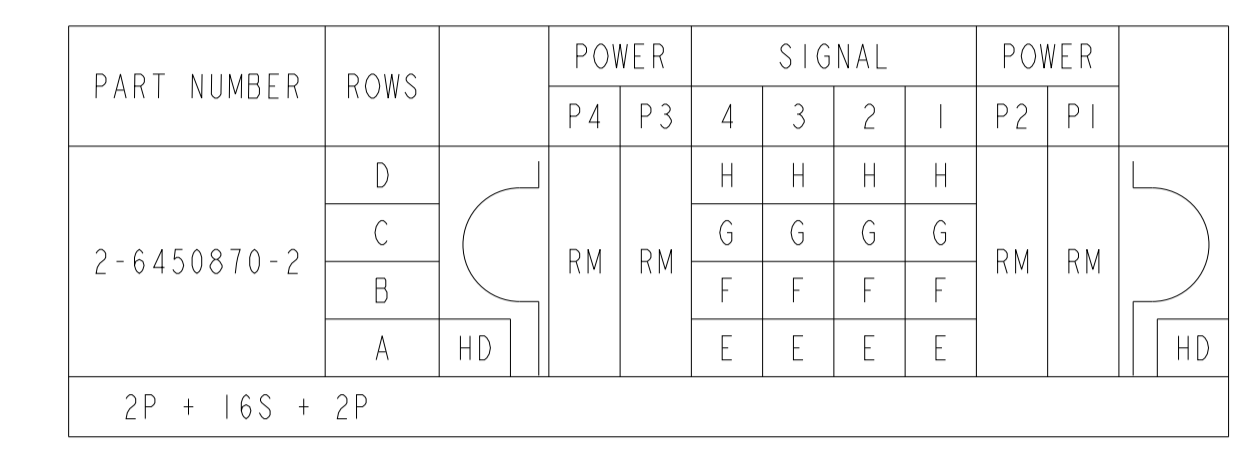 POWER SIGNAL POWER
PART NUMBER ROWS
P4 P3 4 3 2 1 P2 P1
D H H H H
C G G G G
2-6450870-2 RM RM RM RM
B F F F F
A HD E E E E HD
2P + 16S + 2P